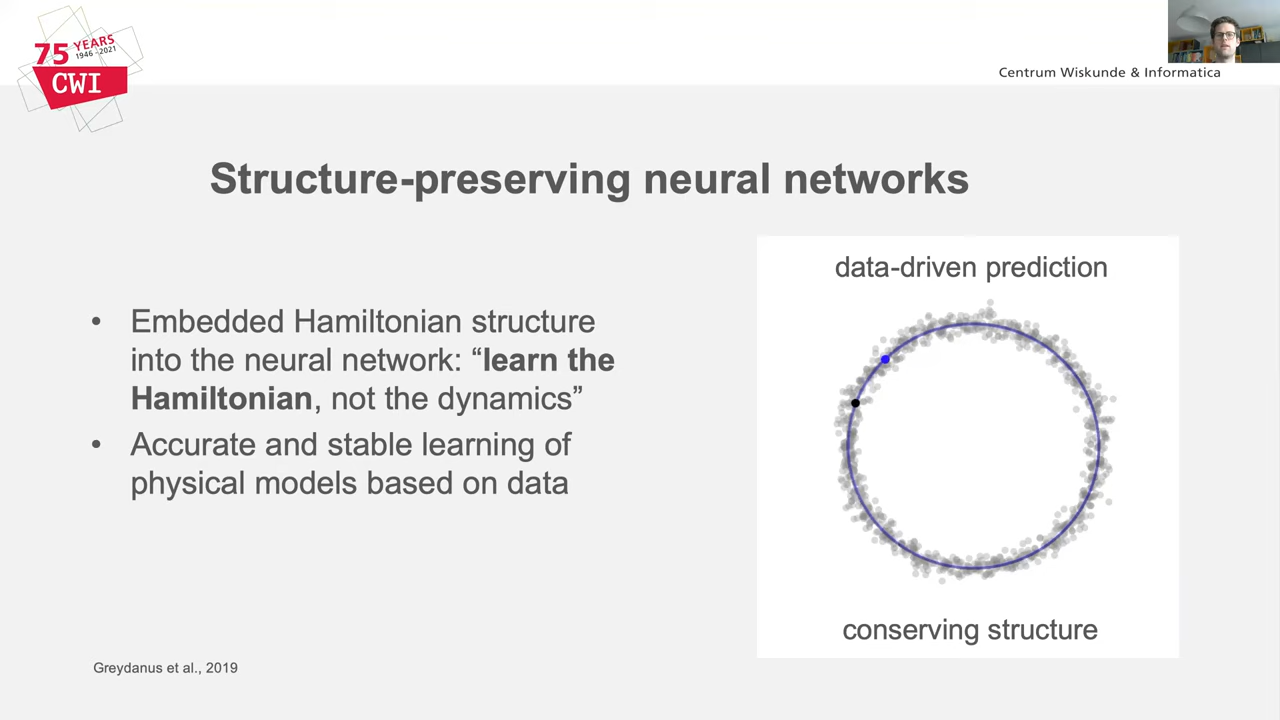 75 YEARS
1946 - 2021
CWI
Centrum Wiskunde & Informatica
Structure-preserving neural networks
• Embedded Hamiltonian structure
into the neural network: “learn the
Hamiltonian, not the dynamics”
• Accurate and stable learning of
physical models based on data
data-driven prediction
conserving structure
Greydanus et al., 2019